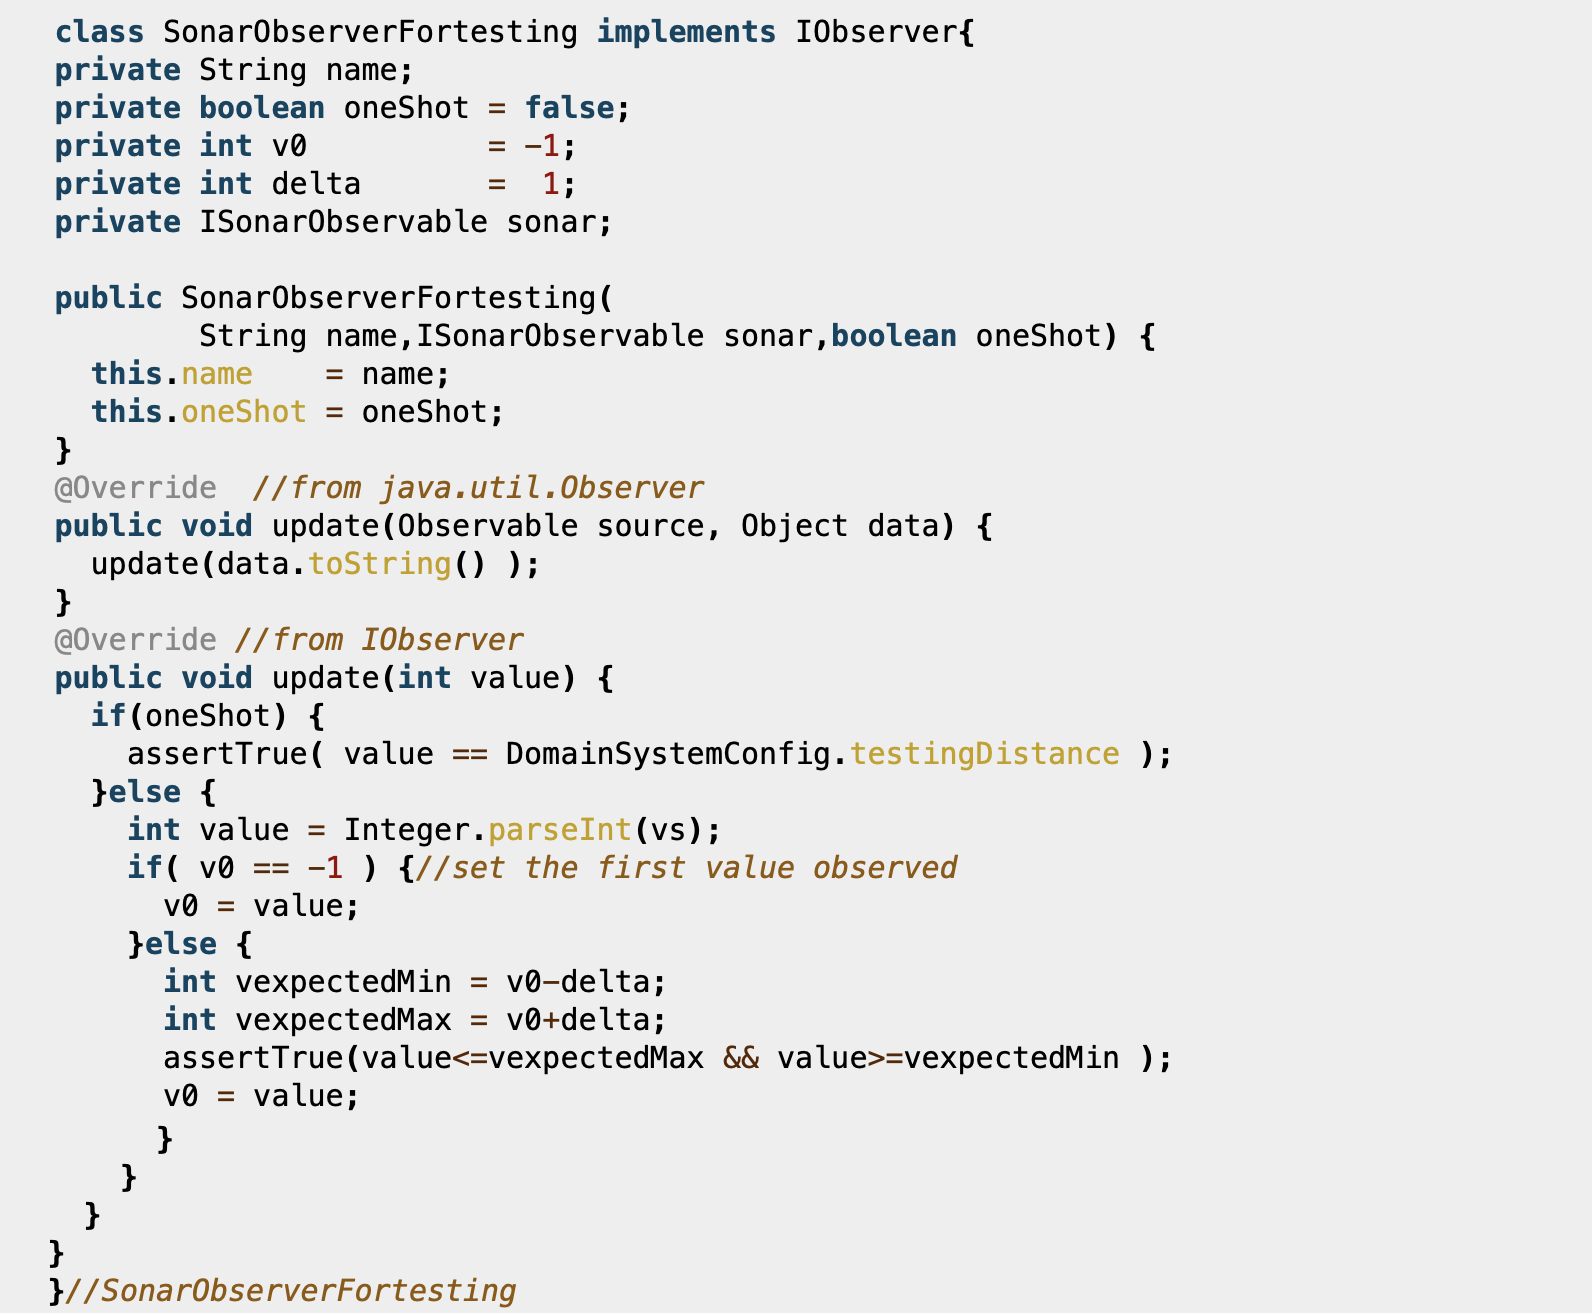 class SonarObserverFortesting implements IObserver{
private String name;
private boolean oneShot = false;
private int v0          = -1;
private int delta       =  1;
private ISonarObservable sonar;

public SonarObserverFortesting(
        String name,ISonarObservable sonar,boolean oneShot) {
  this.name    = name;
  this.oneShot = oneShot;
}
@Override  //from java.util.Observer
public void update(Observable source, Object data) {
  update(data.toString() );
}
@Override //from IObserver
public void update(int value) {
  if(oneShot) {
    assertTrue( value == DomainSystemConfig.testingDistance );
  }else {
    int value = Integer.parseInt(vs);
    if( v0 == -1 ) {//set the first value observed
      v0 = value;
    }else {
      int vexpectedMin = v0-delta;
      int vexpectedMax = v0+delta;
      assertTrue(value<=vexpectedMax && value>=vexpectedMin );
      v0 = value;
      }
    }
  }
}
}//SonarObserverFortesting